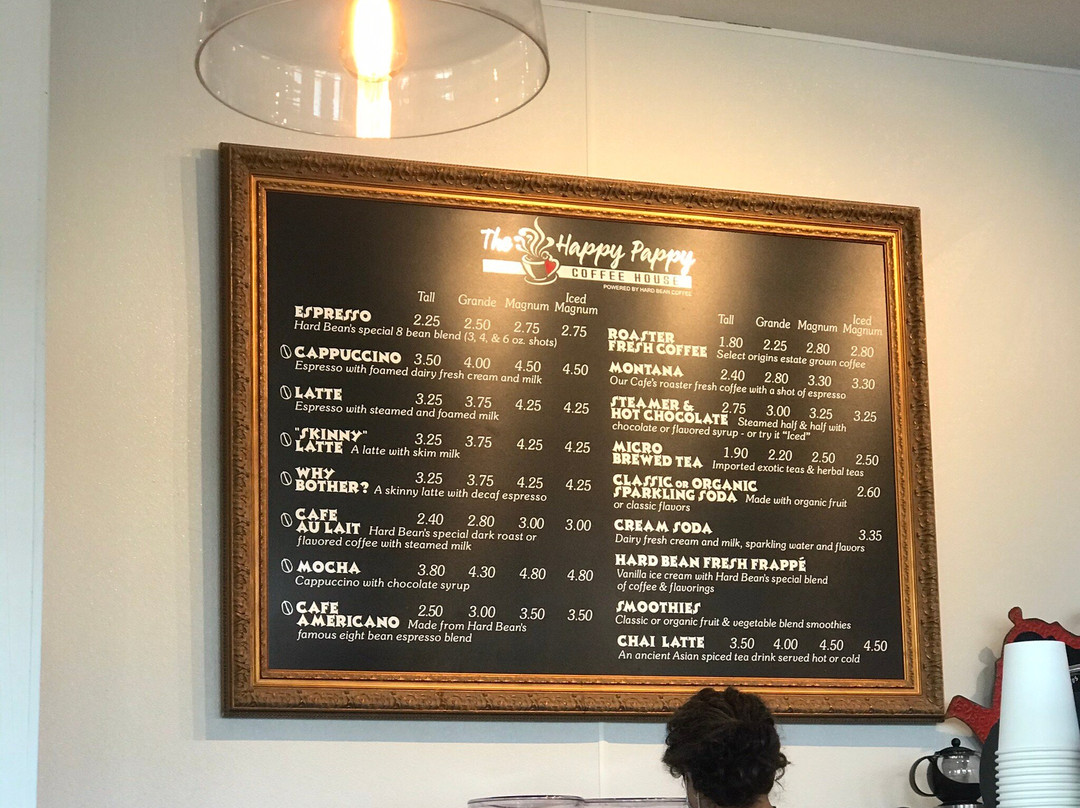 The Happy Pappy
COFFEE HOUSE
POWERED BY HARD BEAN COFFEE
Tall Grande Magnum Iced Magnum
ESPRESSO 2.25 2.50 2.75 2.75
Hard Bean's special 8 bean blend (3, 4, & 6 oz. shots)
CAPPUCCINO 3.50 4.00 4.50 4.50
Espresso with foamed dairy fresh cream and milk
LATTE 3.25 3.75 4.25 4.25
Espresso with steamed and foamed milk
"SKINNY"
LATTE A latte with skim milk 3.25 3.75 4.25 4.25
WHY
BOTHER? A skinny latte with decaf espresso 3.25 3.75 4.25 4.25
CAFE
AU LAIT Hard Bean's special dark roast or 2.40 2.80 3.00 3.00
flavored coffee with steamed milk
MOCHA 3.80 4.30 4.80 4.80
Cappuccino with chocolate syrup
CAFE 2.50 3.00 3.50 3.50
AMERICANO Made from Hard Bean's
famous eight bean espresso blend
Tall Grande Magnum Iced Magnum
ROASTER 1.80 2.25 2.80 2.80
FRESH COFFEE Select origins estate grown coffee
MONTANA 2.40 2.80 3.30 3.30
Our Cafe's roaster fresh coffee with a shot of espresso
STEAMER & 2.75 3.00 3.25 3.25
HOT CHOCOLATE Steamed half & half with
chocolate or flavored syrup - or try it "Iced"
MICRO 1.90 2.20 2.50 2.50
BREWED TEA Imported exotic teas & herbal teas
CLASSIC or ORGANIC 2.60
SPARKLING SODA Made with organic fruit
or classic flavors
CREAM SODA 3.35
Dairy fresh cream and milk, sparkling water and flavors
HARD BEAN FRESH FRAPPÉ
Vanilla ice cream with Hard Bean's special blend
of coffee & flavorings
SMOOTHIES
Classic or organic fruit & vegetable blend smoothies
CHAI LATTE 3.50 4.00 4.50 4.50
An ancient Asian spiced tea drink served hot or cold